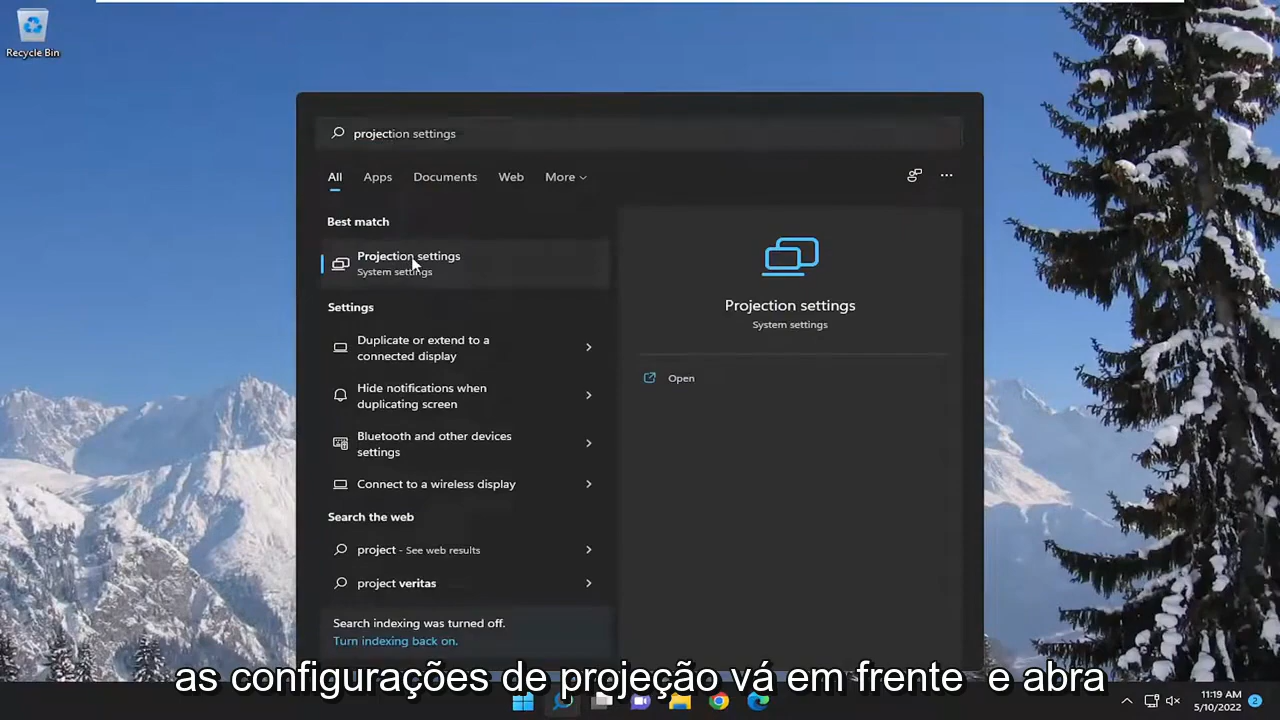 Recycle Bin
projection settings
All Apps Documents Web More
Best match
Projection settings
System settings
Settings
Duplicate or extend to a
connected display
Hide notifications when
duplicating screen
Bluetooth and other devices
settings
Connect to a wireless display
Search the web
project - See web results
project veritas
Search indexing was turned off.
Turn indexing back on.
Projection settings
System settings
Open
as configurações de projeção vá em frente e abra
11:19 AM
5/10/2022
2